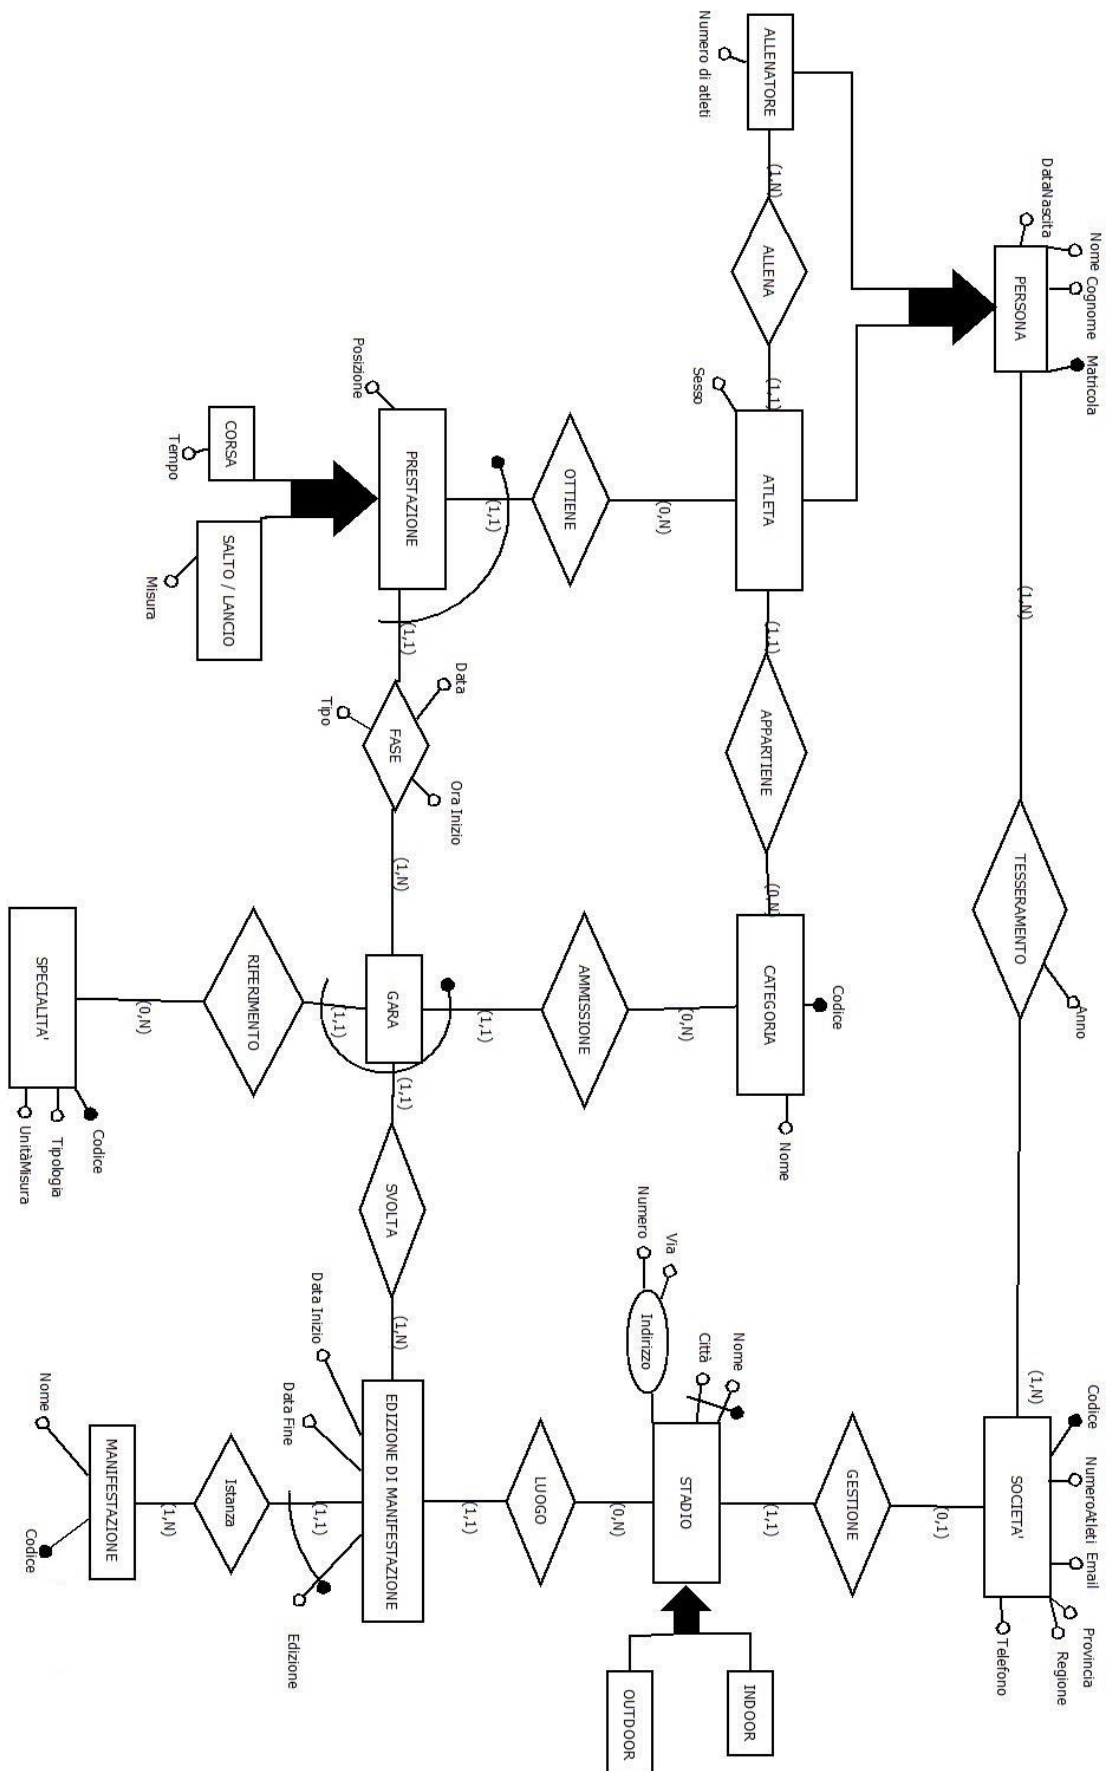 Nome
Cognome
Matricola
DataNascita
PERSONA
(1,N)
TESSERAMENTO
Anno
(1,N)
Codice
NumeroAtleti
Email
Provincia
Regione
Telefono
SOCIETA'
ALLENATORE
Numero di atleti
(1,N)
ALLENA
(1,1)
Sesso
ATLETA
(1,1)
APPARTIENE
(0,N)
Codice
CATEGORIA
Nome
(0,1)
GESTIONE
(1,1)
Nome
Città
Via
Numero
Indirizzo
STADIO
INDOOR
OUTDOOR
(0,N)
OTTIENE
(1,1)
(0,N)
AMMISSIONE
(1,1)
(0,N)
LUOGO
(1,1)
Posizione
PRESTAZIONE
(1,1)
Data
Tipo
FASE
Ora Inizio
(1,N)
GARA
(1,1)
SVOLTA
(1,N)
Data Inizio
Data Fine
EDIZIONE DI MANIFESTAZIONE
Edizione
CORSA
Tempo
SALTO / LANCIO
Misura
(1,1)
RIFERIMENTO
(0,N)
SPECIALITA'
Codice
Tipologia
UnitàMisura
(1,1)
Istanza
(1,N)
Nome
MANIFESTAZIONE
Codice